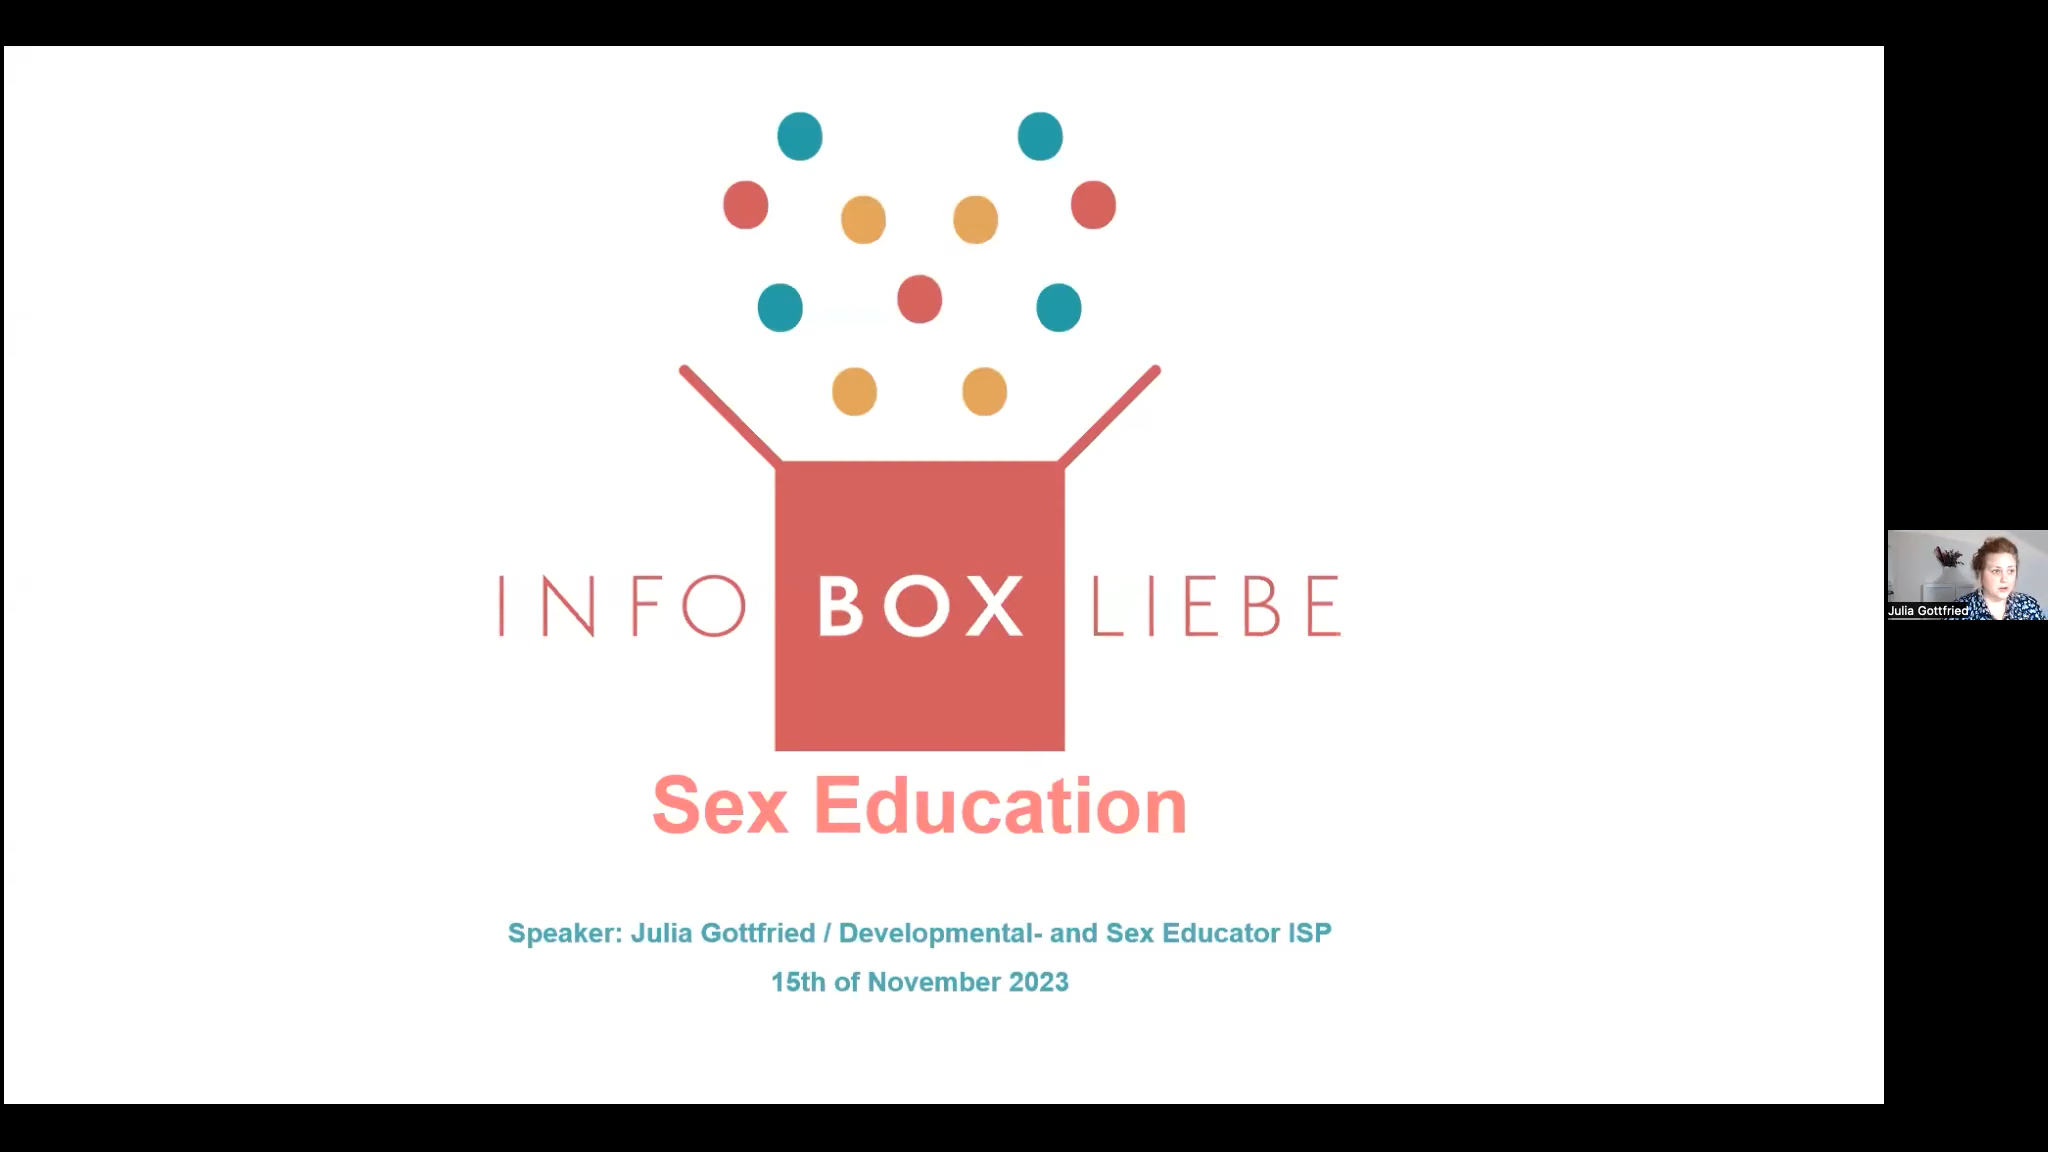 INFO BOX LIEBE
Sex Education
Speaker: Julia Gottfried / Developmental- and Sex Educator ISP
15th of November 2023
Julia Gottfried